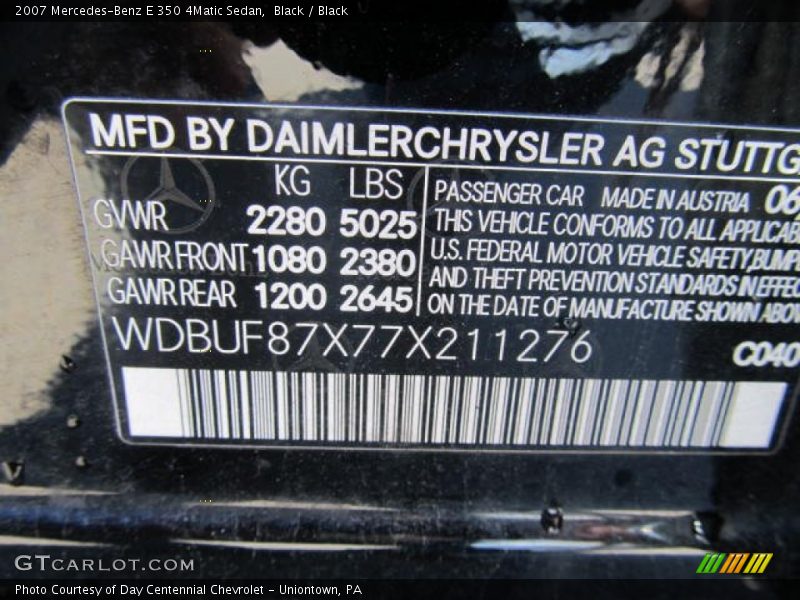 2007 Mercedes-Benz E 350 4Matic Sedan, Black / Black
MFD BY DAIMLERCHRYSLER AG STUTTG
KG LBS
GVWR 2280 5025
GAWR FRONT 1080 2380
GAWR REAR 1200 2645
PASSENGER CAR MADE IN AUSTRIA 06
THIS VEHICLE CONFORMS TO ALL APPLICAB
U.S. FEDERAL MOTOR VEHICLE SAFETY, BUMP
AND THEFT PREVENTION STANDARDS IN EFFEC
ON THE DATE OF MANUFACTURE SHOWN ABOV
WDBUF87X77X211276
C040
GTCARLOT.COM
Photo Courtesy of Day Centennial Chevrolet - Uniontown, PA